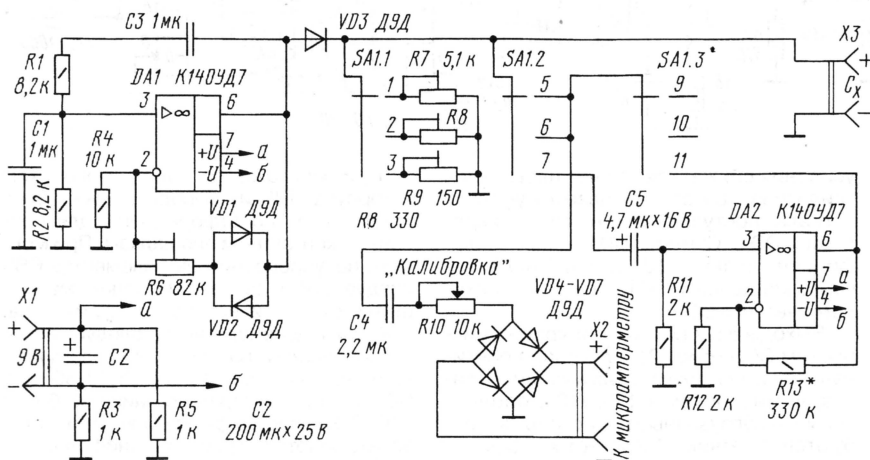 C3 1мк
VD3 Д9Д
X3
R1
8,2к
DA1 К140УД7
SA1.1
R7 5,1 к
SA1.2
SA1.3*
+
Cх
−
3
▷∞
6
1
5
9
C1
1мк
R4
10 к
7
+U
а
2
R8
6
10
2
4
−U
б
3
7
11
R2 8,2 к
R9 150
R8 330
C5
4,7 мк×16 В
DA2 К140УД7
VD1 Д9Д
3
▷∞
6
R6 82к
„Калибровка"
7
+U
а
VD2 Д9Д
VD4–VD7
Д9Д
R11
2 к
2
4
−U
б
X1
а
+
C4
2,2 мк
R10 10 к
X2
+
9 В
+
C2
−
б
К микроамперметру
−
R12 2 к
R13*
330 к
R3
1 к
R5
1 к
C2
200 мк×25 В